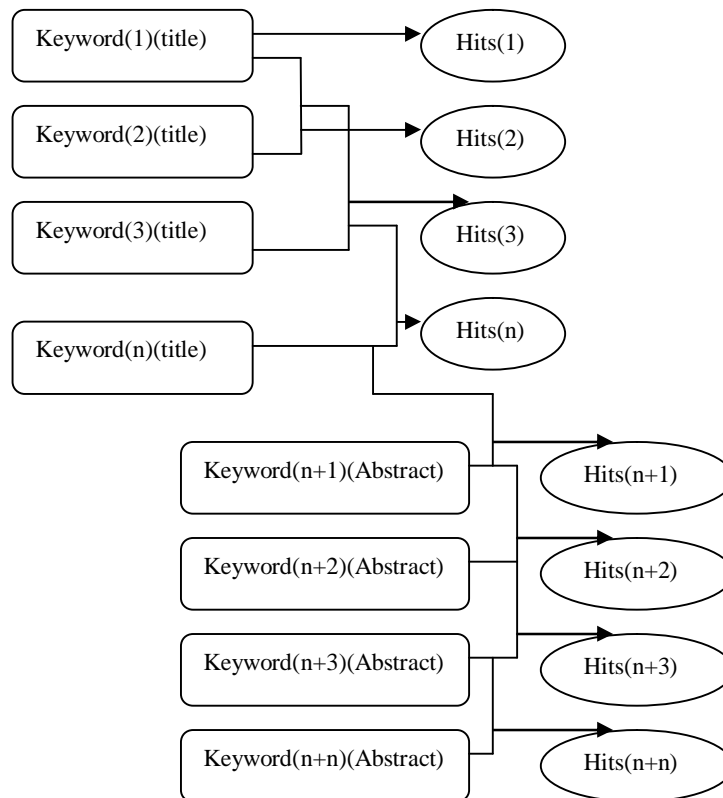 Keyword(1)(title)
Hits(1)
Keyword(2)(title)
Hits(2)
Keyword(3)(title)
Hits(3)
Keyword(n)(title)
Hits(n)
Keyword(n+1)(Abstract)
Hits(n+1)
Keyword(n+2)(Abstract)
Hits(n+2)
Keyword(n+3)(Abstract)
Hits(n+3)
Keyword(n+n)(Abstract)
Hits(n+n)